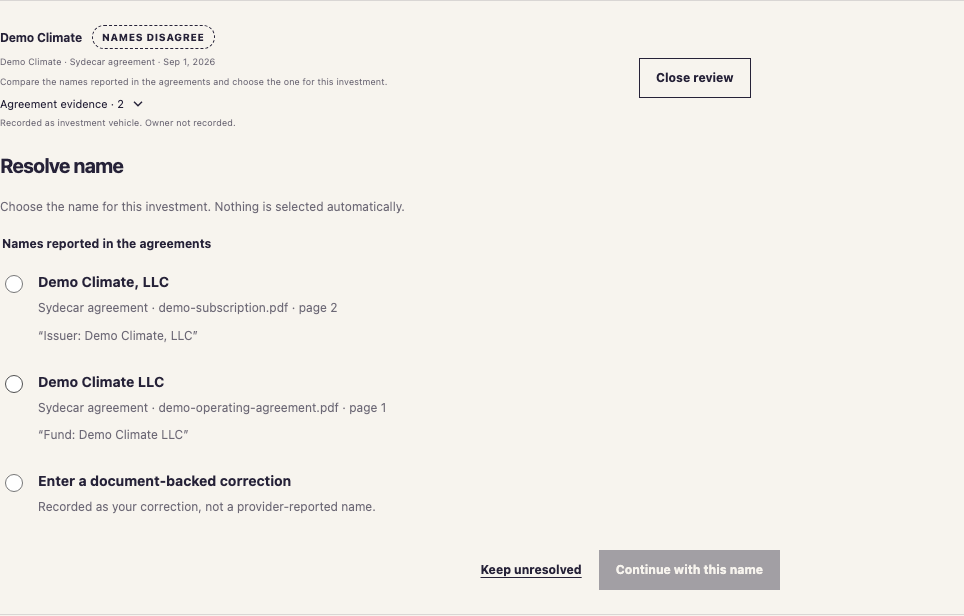 Demo Climate NAMES DISAGREE
Demo Climate · Sydecar agreement · Sep 1, 2026
Compare the names reported in the agreements and choose the one for this investment.
Close review
Agreement evidence · 2
Recorded as investment vehicle. Owner not recorded.
Resolve name
Choose the name for this investment. Nothing is selected automatically.
Names reported in the agreements
Demo Climate, LLC
Sydecar agreement · demo-subscription.pdf · page 2
“Issuer: Demo Climate, LLC”
Demo Climate LLC
Sydecar agreement · demo-operating-agreement.pdf · page 1
“Fund: Demo Climate LLC”
Enter a document-backed correction
Recorded as your correction, not a provider-reported name.
Keep unresolved Continue with this name